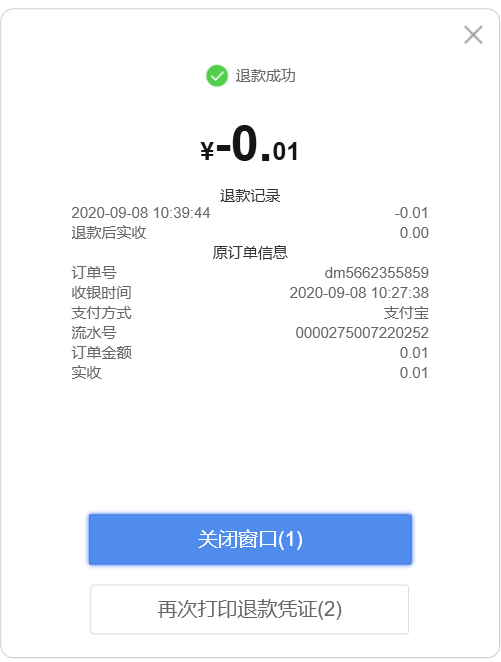 退款成功
¥-0.01
退款记录
2020-09-08 10:39:44 -0.01
退款后实收 0.00
原订单信息
订单号 dm5662355859
收银时间 2020-09-08 10:27:38
支付方式 支付宝
流水号 0000275007220252
订单金额 0.01
实收 0.01
关闭窗口(1)
再次打印退款凭证(2)